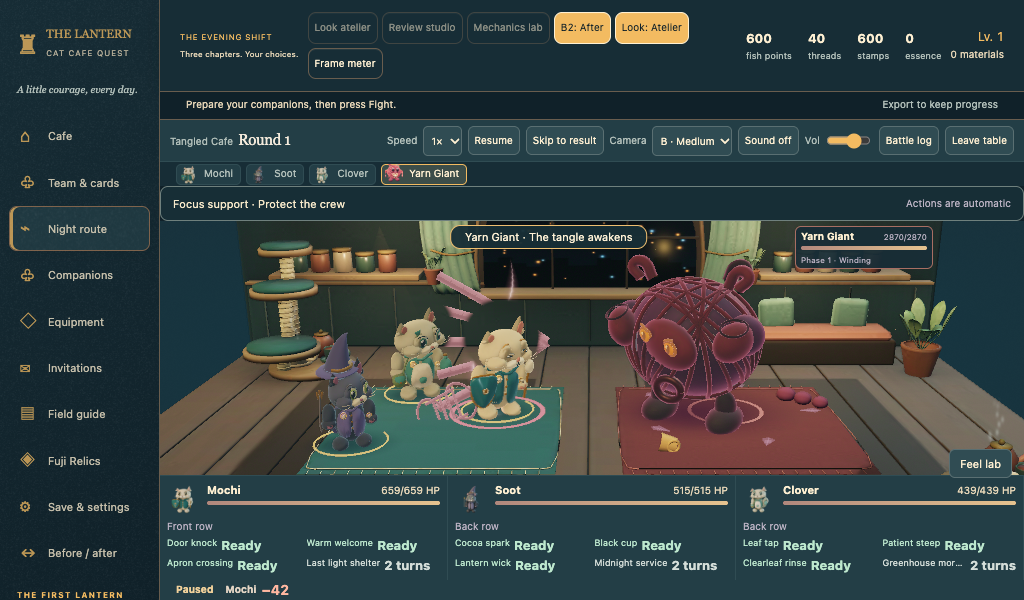 THE LANTERN
CAT CAFE QUEST
A little courage, every day.
Cafe
Team & cards
Night route
Companions
Equipment
Invitations
Field guide
Fuji Relics
Save & settings
Before / after
THE FIRST LANTERN
THE EVENING SHIFT
Three chapters. Your choices.
Look atelier
Review studio
Mechanics lab
B2: After
Look: Atelier
Frame meter
600
fish points
40
threads
600
stamps
0
essence
Lv. 1
0 materials
Prepare your companions, then press Fight.
Export to keep progress
Tangled Cafe Round 1
Speed
1x
Resume
Skip to result
Camera
B · Medium
Sound off
Vol
Battle log
Leave table
Mochi
Soot
Clover
Yarn Giant
Focus support · Protect the crew
Actions are automatic
Yarn Giant · The tangle awakens
Yarn Giant 2870/2870
Phase 1 · Winding
Feel lab
Mochi 659/659 HP
Front row
Door knock Ready
Warm welcome Ready
Apron crossing Ready
Last light shelter 2 turns
Soot 515/515 HP
Back row
Cocoa spark Ready
Black cup Ready
Lantern wick Ready
Midnight service 2 turns
Clover 439/439 HP
Back row
Leaf tap Ready
Patient steep Ready
Clearleaf rinse Ready
Greenhouse mor... 2 turns
Paused Mochi −42